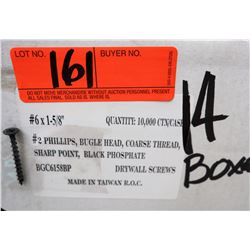 LOT NO. 161 BUYER NO.
DO NOT MOVE MERCHANDISE WITHOUT AUCTION PERSONNEL PRESENT.
ALL SALES FINAL. SOLD AS IS. WHERE IS.
14
BOXES
#6 x 1-5/8" QUANTITY: 10,000 CTN/CASE
#2 PHILLIPS, BUGLE HEAD, COARSE THREAD,
SHARP POINT, BLACK PHOSPHATE
BGC6158BP DRYWALL SCREWS
MADE IN TAIWAN R.O.C.